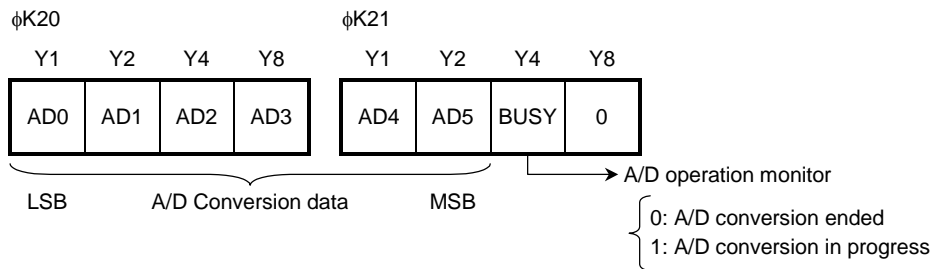 φK20 φK21
Y1 Y2 Y4 Y8 Y1 Y2 Y4 Y8
AD0 AD1 AD2 AD3 AD4 AD5 BUSY 0
A/D operation monitor
LSB A/D Conversion data MSB
0: A/D conversion ended
1: A/D conversion in progress